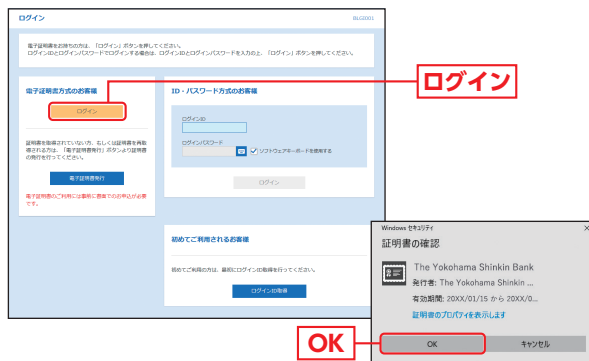 ログイン
BLGI001
電子証明書をお持ちの方は、「ログイン」ボタンを押してください。
ログインIDとログインパスワードでログインする場合は、ログインIDとログインパスワードを入力の上、「ログイン」ボタンを押してください。
電子証明書方式のお客様
ログイン
証明書を取得されていない方、もしくは証明書を再取
得される方は、「電子証明書発行」ボタンより証明書
の発行を行ってください。
電子証明書発行
電子証明書のご利用には事前に書面でのお申込が必要
です。
ID・パスワード方式のお客様
ログインID
ログインパスワード
ソフトウェアキーボードを使用する
ログイン
初めてご利用されるお客様
初めてご利用の方は、最初にログインID取得を行ってください。
ログインID取得
ログイン
Windows セキュリティ
証明書の確認
The Yokohama Shinkin Bank
発行者: The Yokohama Shinkin ...
有効期間: 20XX/01/15 から 20XX/0...
証明書のプロパティを表示します
OK
キャンセル
OK